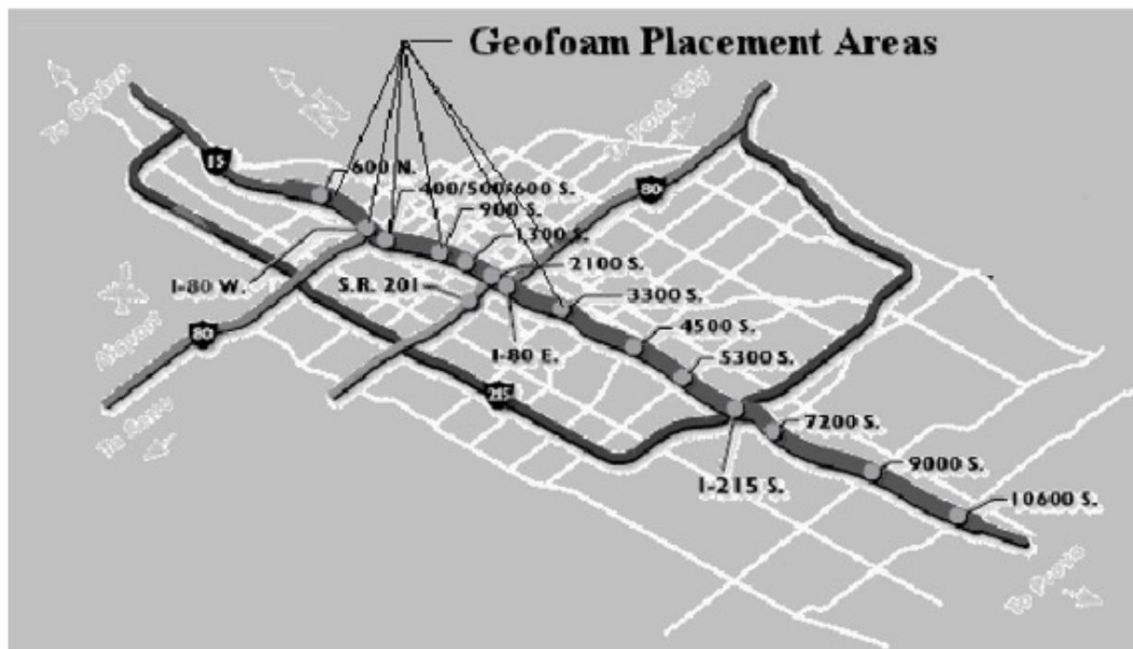 Geofoam Placement Areas
To Ogden
N
To Park City
15
600 N.
80
400/500/600 S.
900 S.
1300 S.
2100 S.
I-80 W.
S.R. 201
3300 S.
4500 S.
Airport
80
I-80 E.
5300 S.
215
To Reno
7200 S.
I-215 S.
9000 S.
10600 S.
To Provo